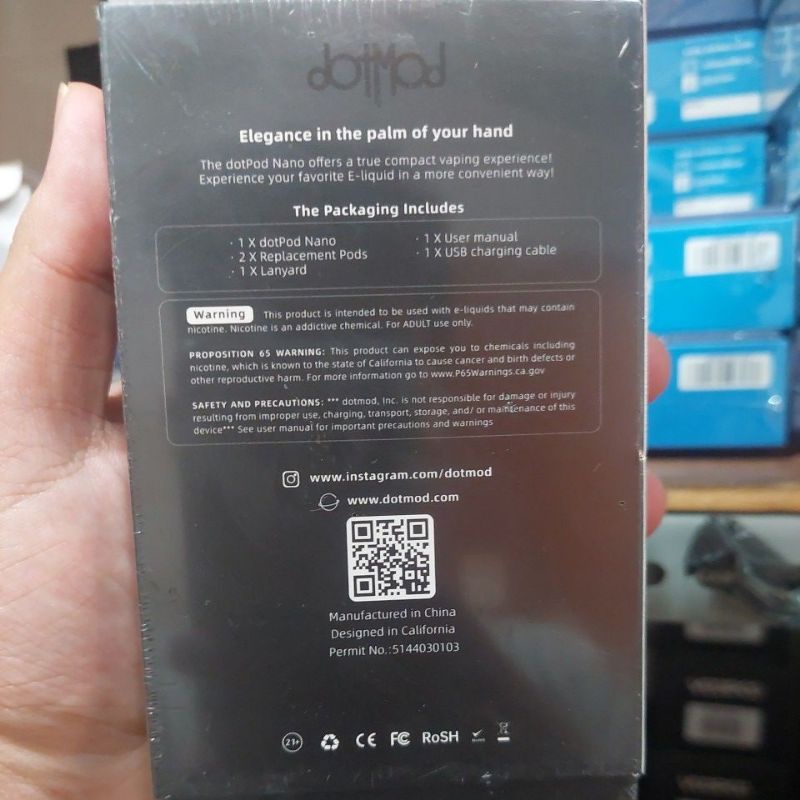 dotMod
Elegance in the palm of your hand
The dotPod Nano offers a true compact vaping experience!
Experience your favorite E-liquid in a more convenient way!
The Packaging Includes
· 1 X dotPod Nano
· 2 X Replacement Pods
· 1 X Lanyard
· 1 X User manual
· 1 X USB charging cable
Warning This product is intended to be used with e-liquids that may contain
nicotine. Nicotine is an addictive chemical. For ADULT use only.
PROPOSITION 65 WARNING: This product can expose you to chemicals including
nicotine, which is known to the state of California to cause cancer and birth defects or
other reproductive harm. For more information go to www.P65Warnings.ca.gov
SAFETY AND PRECAUTIONS: *** dotmod, Inc. is not responsible for damage or injury
resulting from improper use, charging, transport, storage, and/ or maintenance of this
device*** See user manual for important precautions and warnings
www.instagram.com/dotmod
www.dotmod.com
Manufactured in China
Designed in California
Permit No.:5144030103
21+ CE FC RoSH